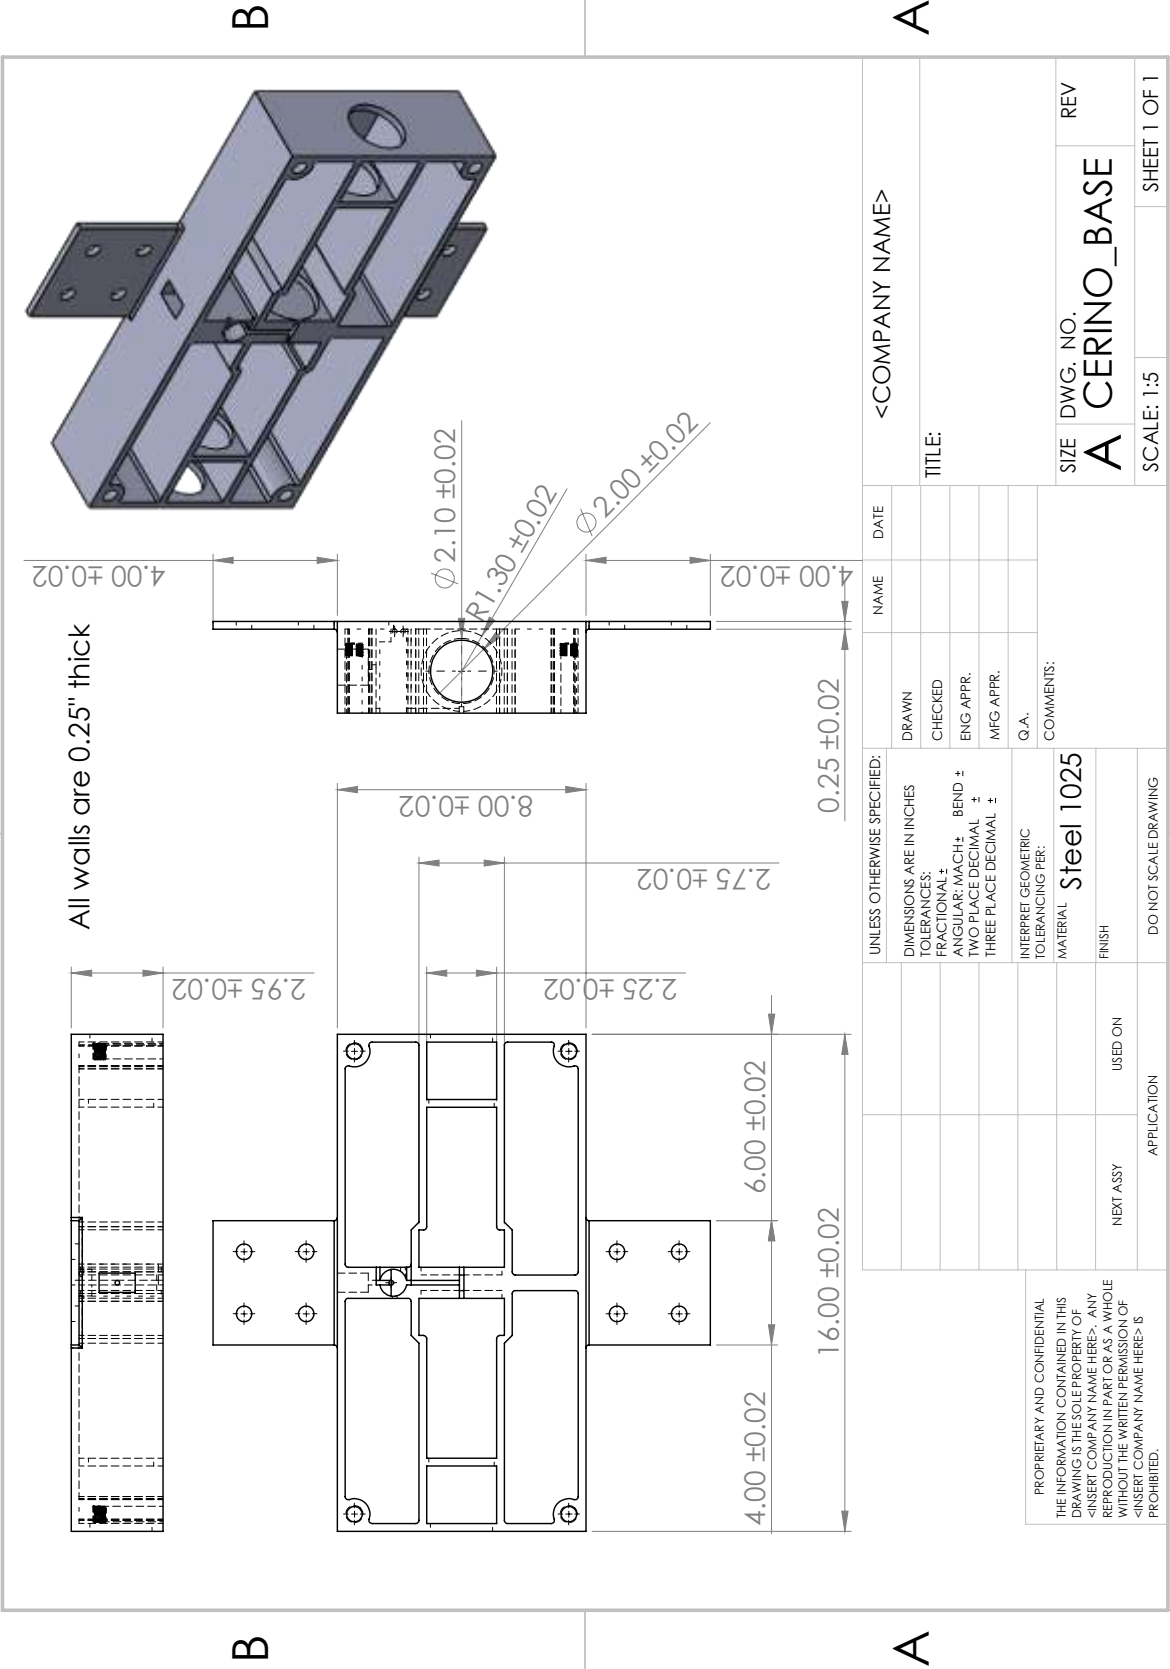 B
A
B
A
All walls are 0.25" thick
2.95 ±0.02
2.25 ±0.02
2.75 ±0.02
8.00 ±0.02
4.00 ±0.02
4.00 ±0.02
Ø 2.10 ±0.02
R1.30 ±0.02
Ø 2.00 ±0.02
0.25 ±0.02
4.00 ±0.02
6.00 ±0.02
16.00 ±0.02
PROPRIETARY AND CONFIDENTIAL
THE INFORMATION CONTAINED IN THIS
DRAWING IS THE SOLE PROPERTY OF
<INSERT COMPANY NAME HERE>. ANY
REPRODUCTION IN PART OR AS A WHOLE
WITHOUT THE WRITTEN PERMISSION OF
<INSERT COMPANY NAME HERE> IS
PROHIBITED.
NEXT ASSY
USED ON
APPLICATION
UNLESS OTHERWISE SPECIFIED:
DIMENSIONS ARE IN INCHES
TOLERANCES:
FRACTIONAL ±
ANGULAR: MACH ± BEND ±
TWO PLACE DECIMAL ±
THREE PLACE DECIMAL ±
INTERPRET GEOMETRIC
TOLERANCING PER:
MATERIAL
Steel 1025
FINISH
DO NOT SCALE DRAWING
NAME
DATE
DRAWN
CHECKED
ENG APPR.
MFG APPR.
Q.A.
COMMENTS:
<COMPANY NAME>
TITLE:
SIZE
A
DWG. NO.
CERINO_BASE
REV
SCALE: 1:5
SHEET 1 OF 1